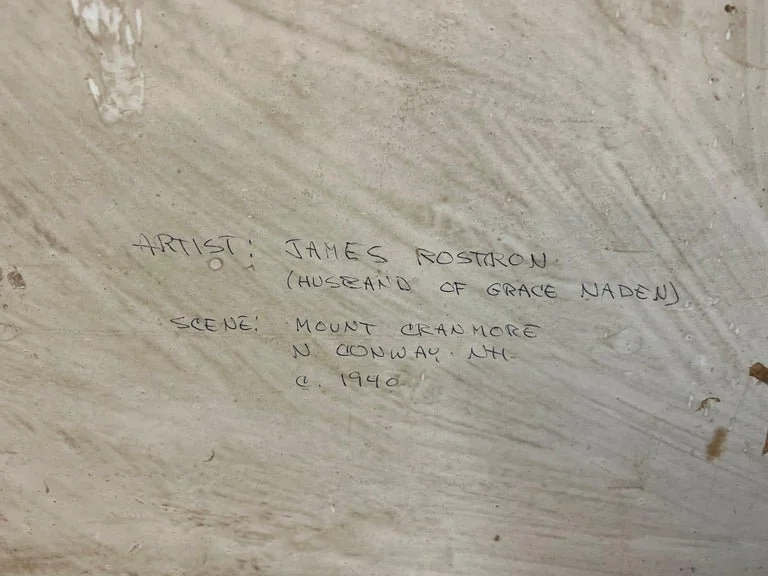 ARTIST: JAMES ROSTRON
(HUSBAND OF GRACE NADEN)
SCENE: MOUNT CRANMORE
N. CONWAY. NH.
C. 1940